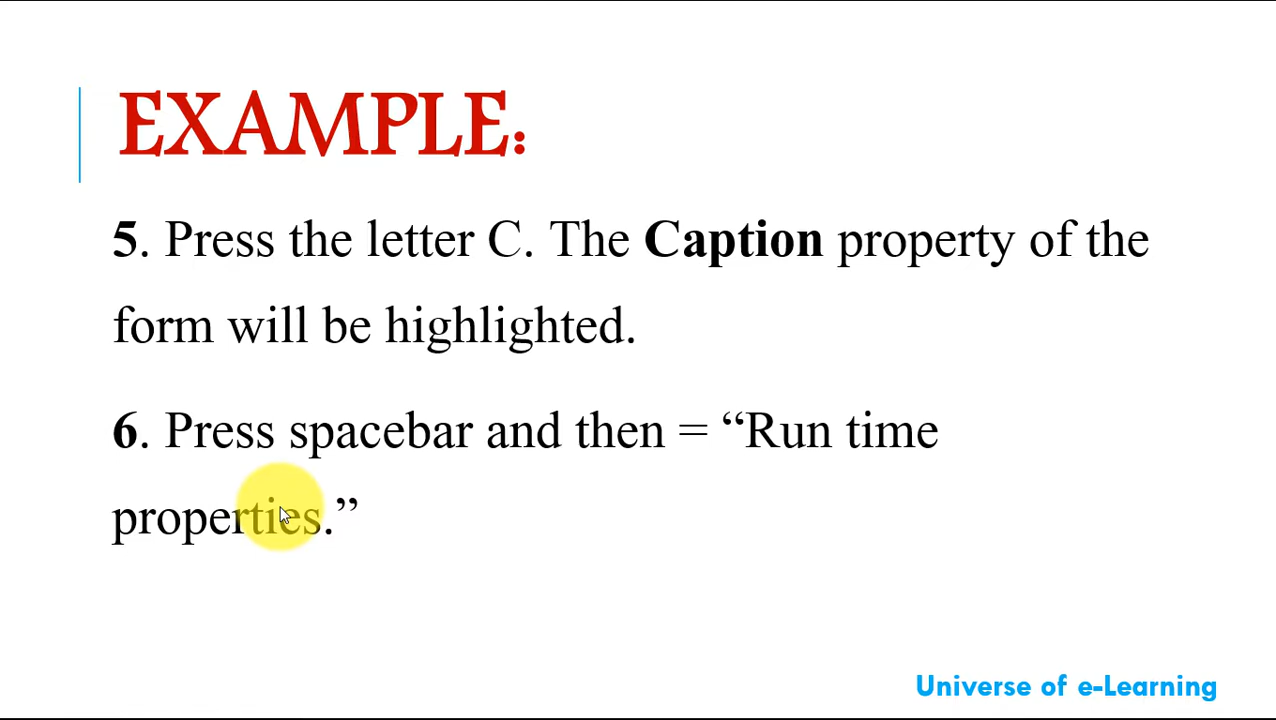 EXAMPLE:
5. Press the letter C. The Caption property of the
form will be highlighted.
6. Press spacebar and then = “Run time
properties.”
Universe of e-Learning